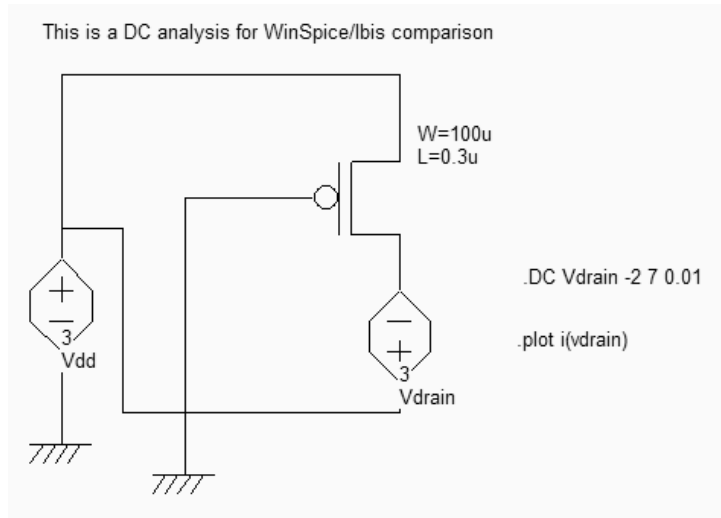 This is a DC analysis for WinSpice/Ibis comparison
W=100u
L=0.3u
+
−
3
Vdd
.DC Vdrain -2 7 0.01
.plot i(vdrain)
−
+
3
Vdrain